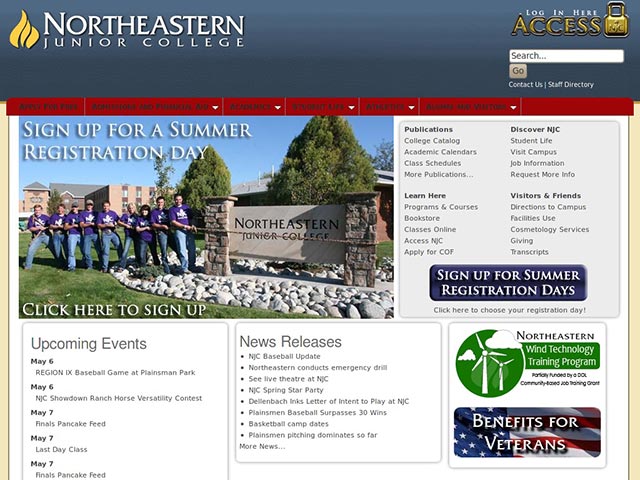 NORTHEASTERN
JUNIOR COLLEGE
- LOG IN HERE
ACCESS NJC
Search...
Go
Contact Us | Staff Directory
APPLY FOR FREE
ADMISSIONS AND FINANCIAL AID
ACADEMICS
STUDENT LIFE
ATHLETICS
ALUMNI AND VISITORS
SIGN UP FOR A SUMMER
REGISTRATION DAY
NORTHEASTERN
JUNIOR COLLEGE
CLICK HERE TO SIGN UP
Publications
College Catalog
Academic Calendars
Class Schedules
More Publications...
Discover NJC
Student Life
Visit Campus
Job Information
Request More Info
Learn Here
Programs & Courses
Bookstore
Classes Online
Access NJC
Apply for COF
Visitors & Friends
Directions to Campus
Facilities Use
Cosmetology Services
Giving
Transcripts
SIGN UP FOR SUMMER
REGISTRATION DAYS
Click here to choose your registration day!
Upcoming Events
May 6
REGION IX Baseball Game at Plainsman Park
May 6
NJC Showdown Ranch Horse Versatility Contest
May 7
Finals Pancake Feed
May 7
Last Day Class
May 7
Finals Pancake Feed
News Releases
NJC Baseball Update
Northeastern conducts emergency drill
See live theatre at NJC
NJC Spring Star Party
Dellenbach Inks Letter of Intent to Play at NJC
Plainsmen Baseball Surpasses 30 Wins
Basketball camp dates
Plainsmen pitching dominates so far
More News...
NORTHEASTERN
Wind Technology
Training Program
Partially Funded by a DOL
Community-Based Job Training Grant
BENEFITS FOR
VETERANS